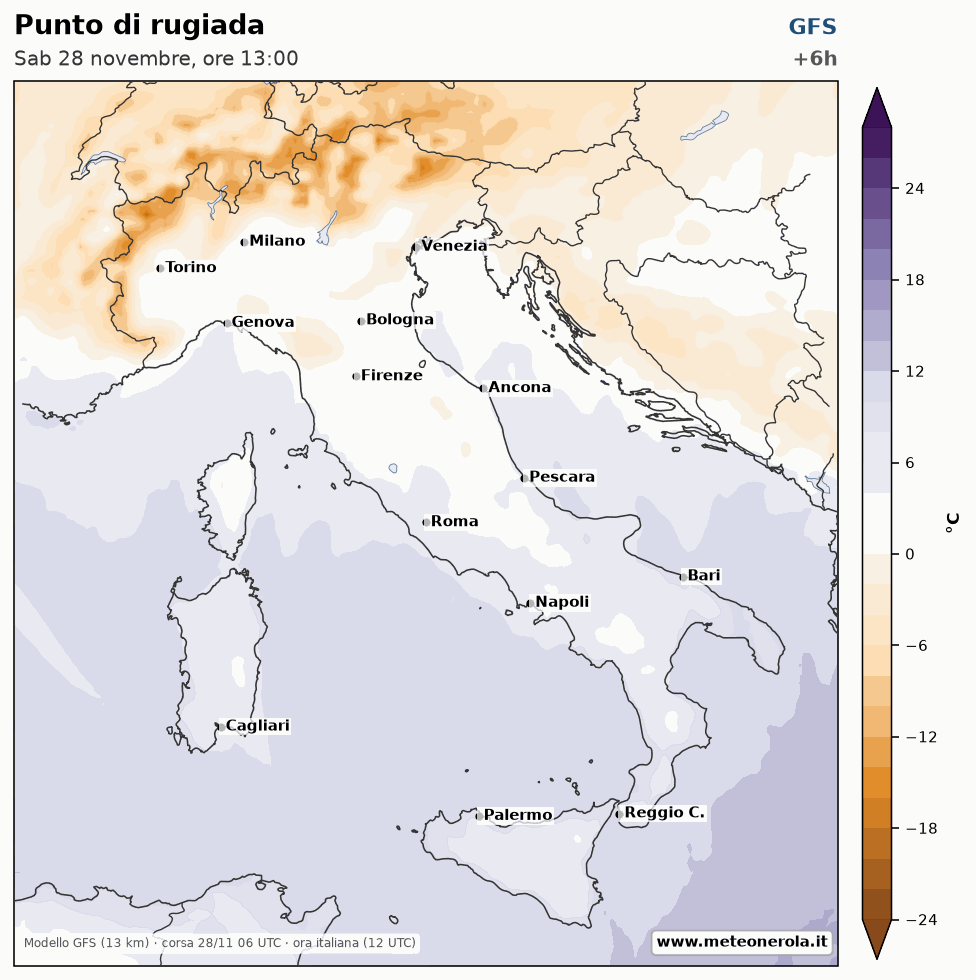 Punto di rugiada
GFS
Sab 28 novembre, ore 13:00
+6h
Milano
Venezia
Torino
Genova
Bologna
Firenze
Ancona
Pescara
Roma
Bari
Napoli
Cagliari
Palermo
Reggio C.
24
18
12
6
0
−6
−12
−18
−24
°C
Modello GFS (13 km) · corsa 28/11 06 UTC · ora italiana (12 UTC)
www.meteonerola.it